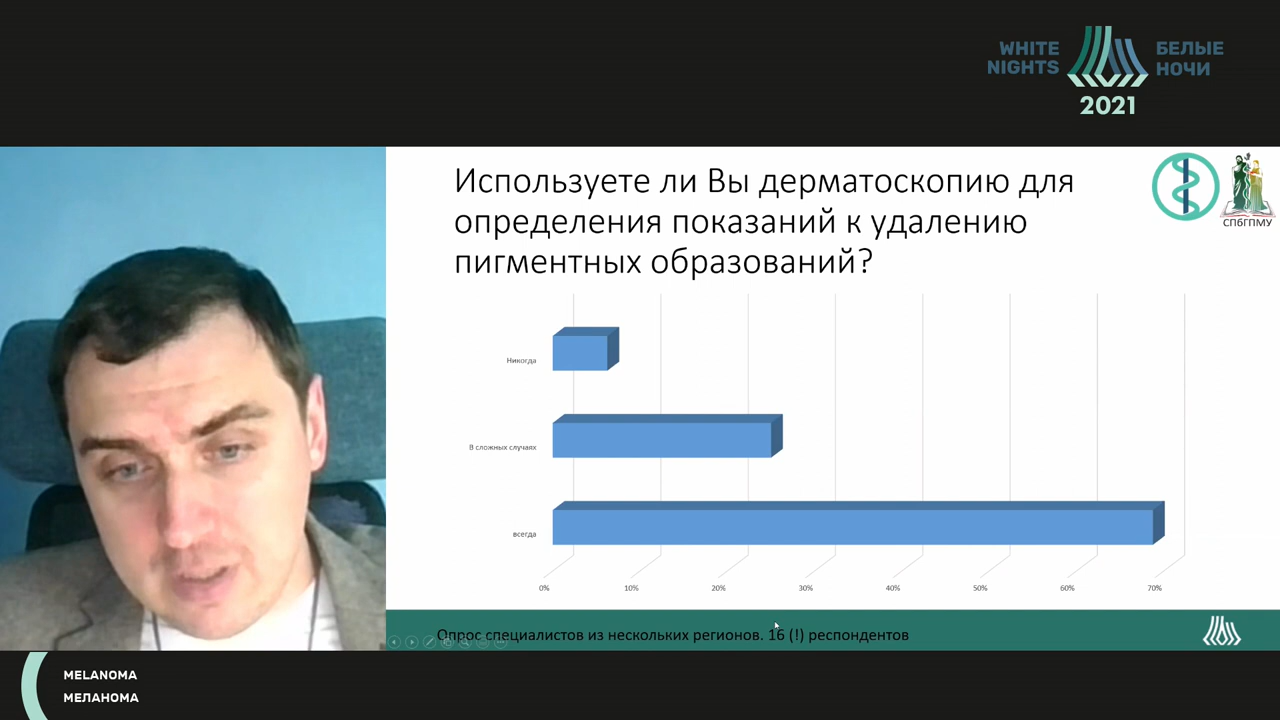 WHITE
NIGHTS
БЕЛЫЕ
НОЧИ
2021
Используете ли Вы дерматоскопию для
определения показаний к удалению
пигментных образований?
СПбГПМУ
Никогда
В сложных случаях
всегда
0% 10% 20% 30% 40% 50% 60% 70%
Опрос специалистов из нескольких регионов. 16 (!) респондентов
MELANOMA
МЕЛАНОМА